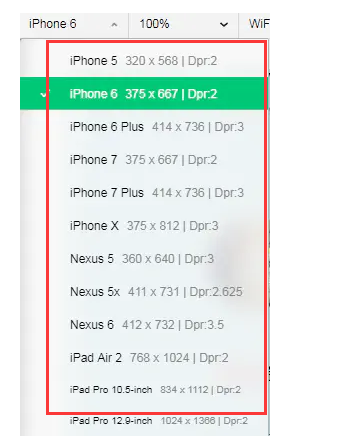 iPhone 6 100% WiF
iPhone 5 320 x 568 | Dpr:2
iPhone 6 375 x 667 | Dpr:2
iPhone 6 Plus 414 x 736 | Dpr:3
iPhone 7 375 x 667 | Dpr:2
iPhone 7 Plus 414 x 736 | Dpr:3
iPhone X 375 x 812 | Dpr:3
Nexus 5 360 x 640 | Dpr:3
Nexus 5x 411 x 731 | Dpr:2.625
Nexus 6 412 x 732 | Dpr:3.5
iPad Air 2 768 x 1024 | Dpr:2
iPad Pro 10.5-inch 834 x 1112 | Dpr:2
iPad Pro 12.9-inch 1024 x 1366 | Dpr:2